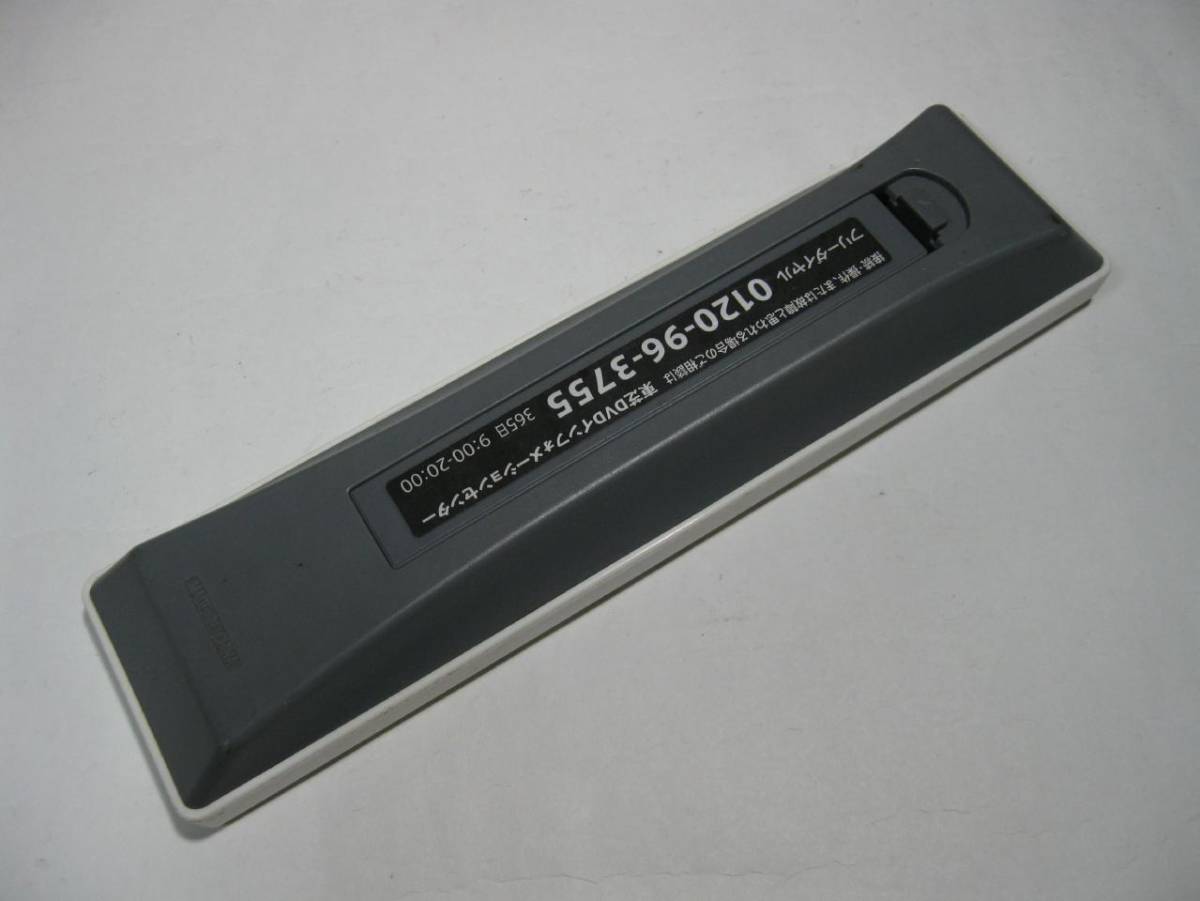 接続・操作、または故障と思われる場合のご相談は 東芝DVDインフォメーションセンター
フリーダイヤル 0120-96-3755 365日 9:00-20:00